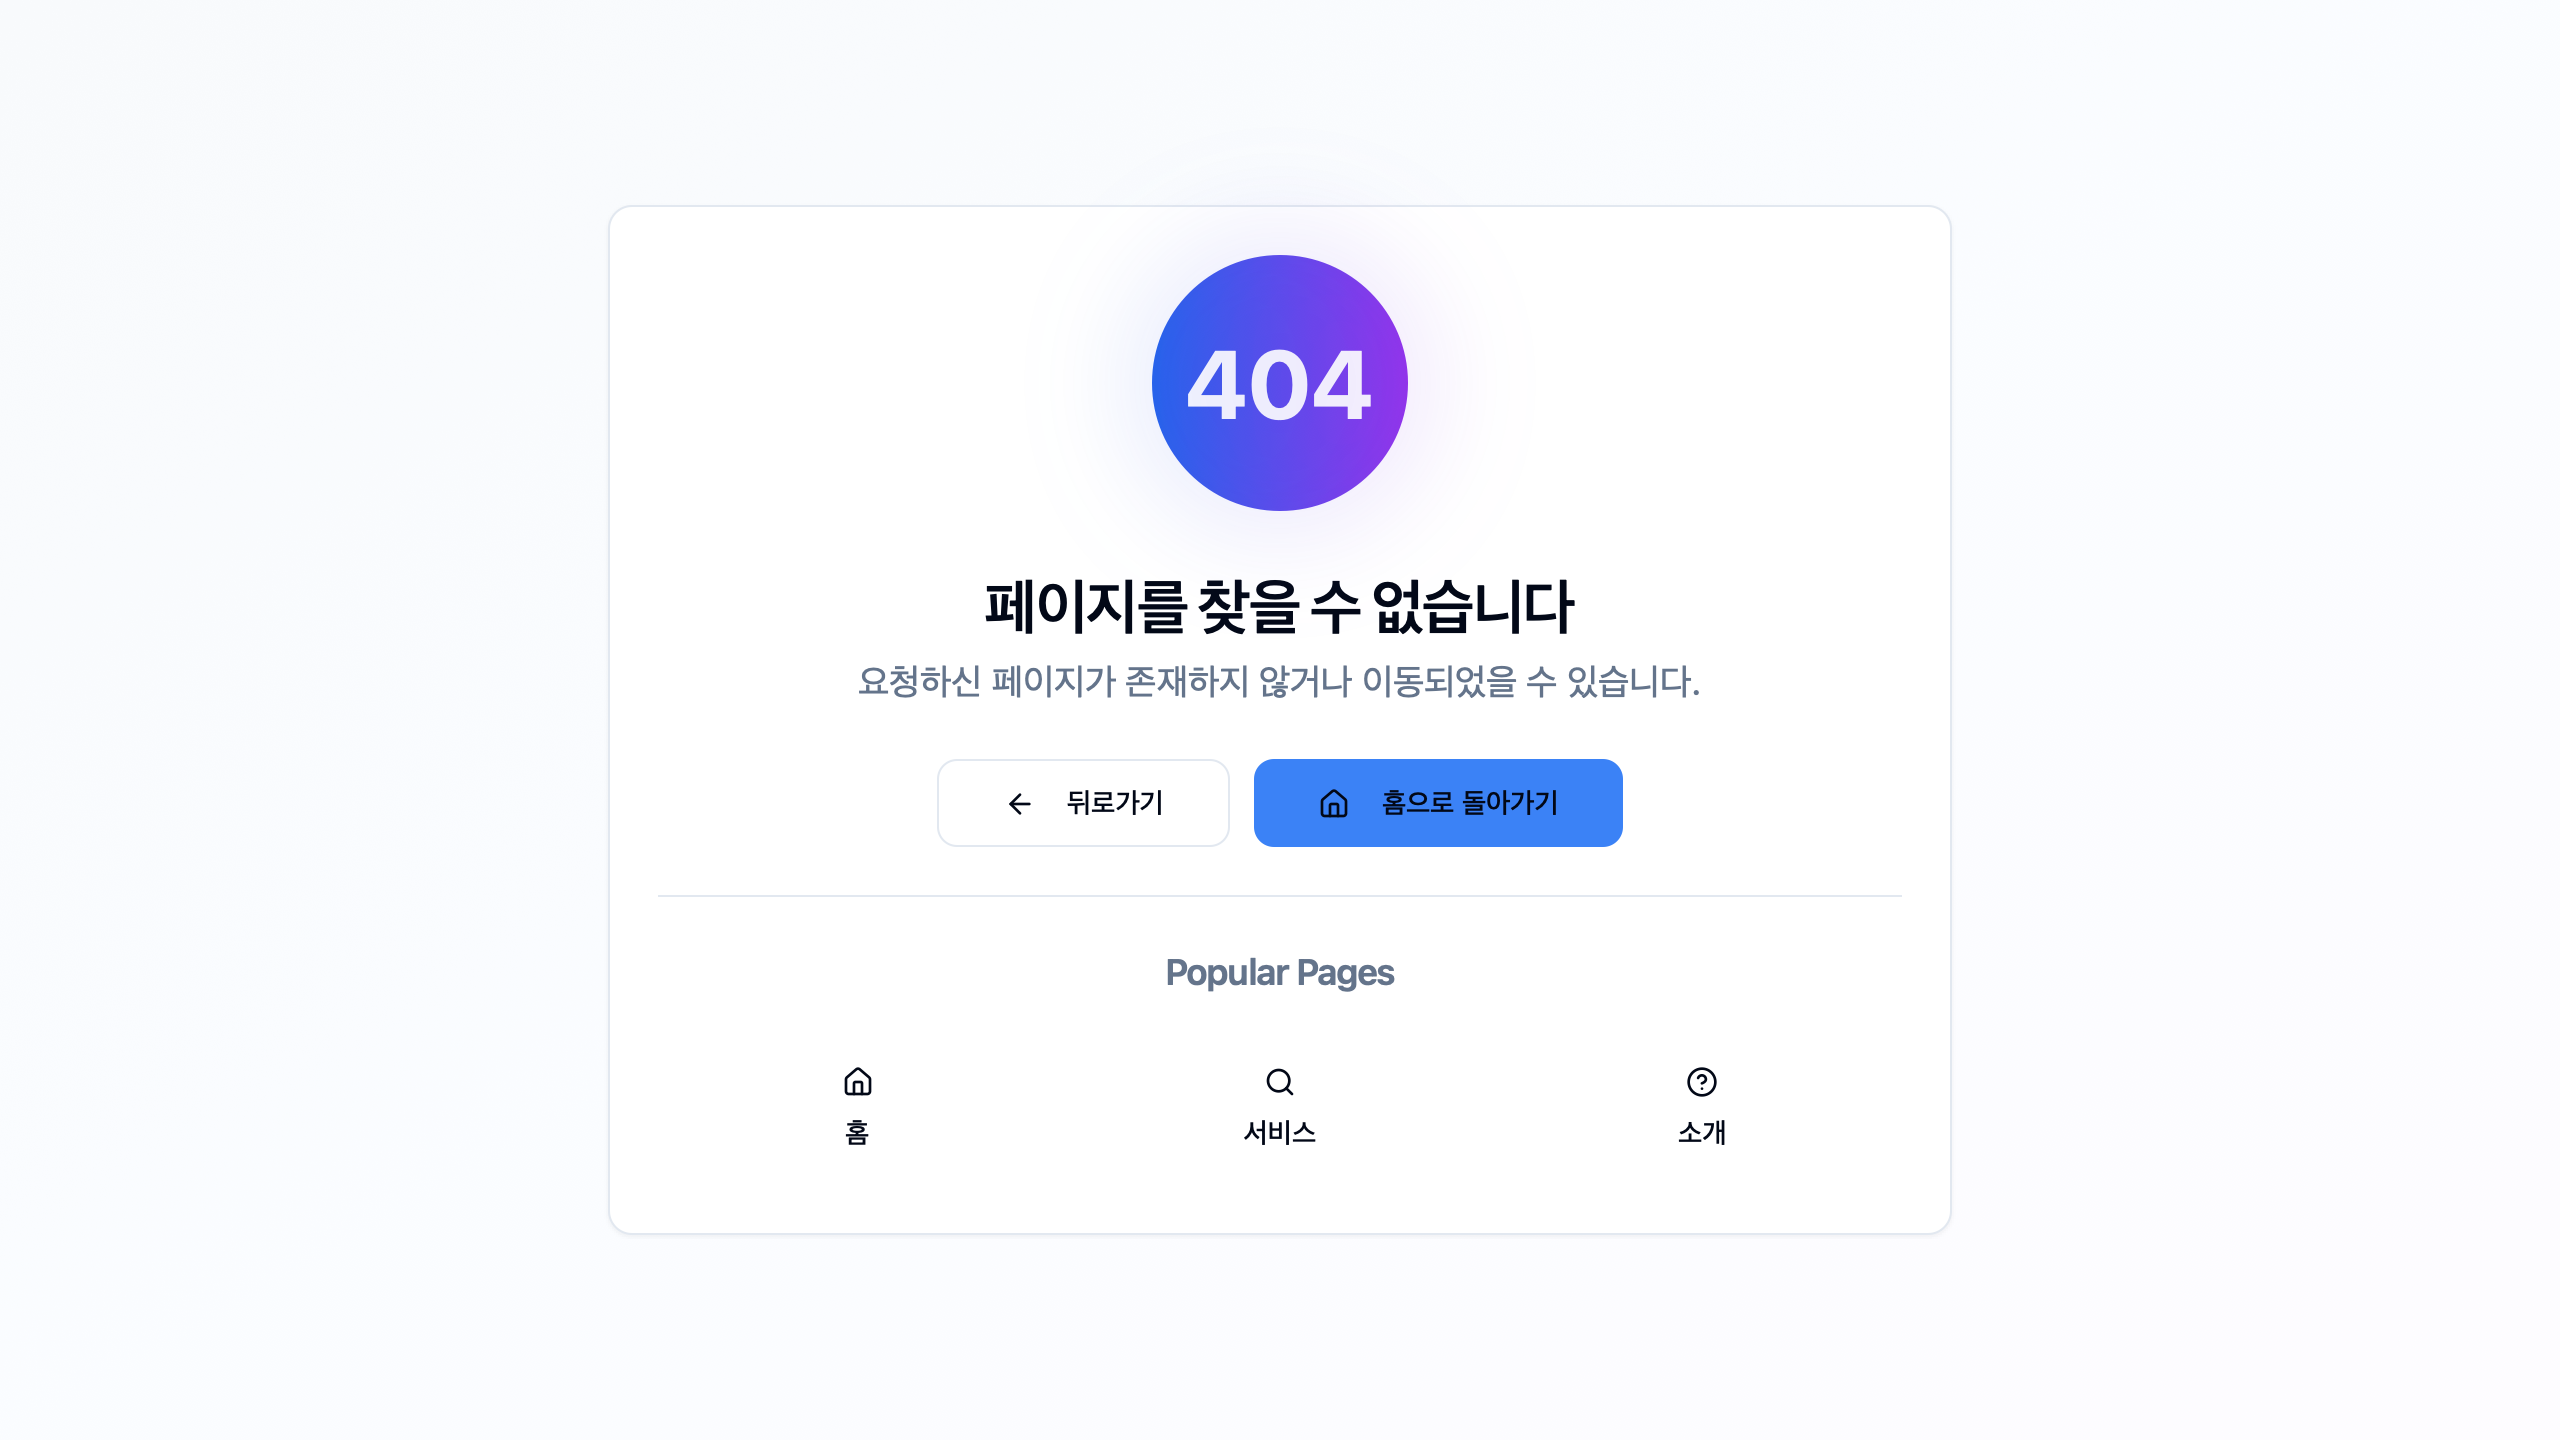 404
페이지를 찾을 수 없습니다
요청하신 페이지가 존재하지 않거나 이동되었을 수 있습니다.
뒤로가기
홈으로 돌아가기
Popular Pages
홈
서비스
소개